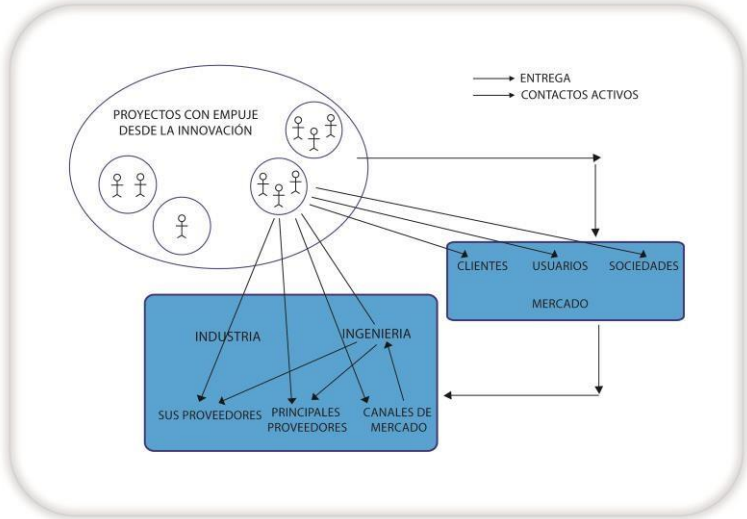 ENTREGA
CONTACTOS ACTIVOS
PROYECTOS CON EMPUJE
DESDE LA INNOVACIÓN
CLIENTES USUARIOS SOCIEDADES
MERCADO
INDUSTRIA INGENIERIA
SUS PROVEEDORES
PRINCIPALES
PROVEEDORES
CANALES DE
MERCADO